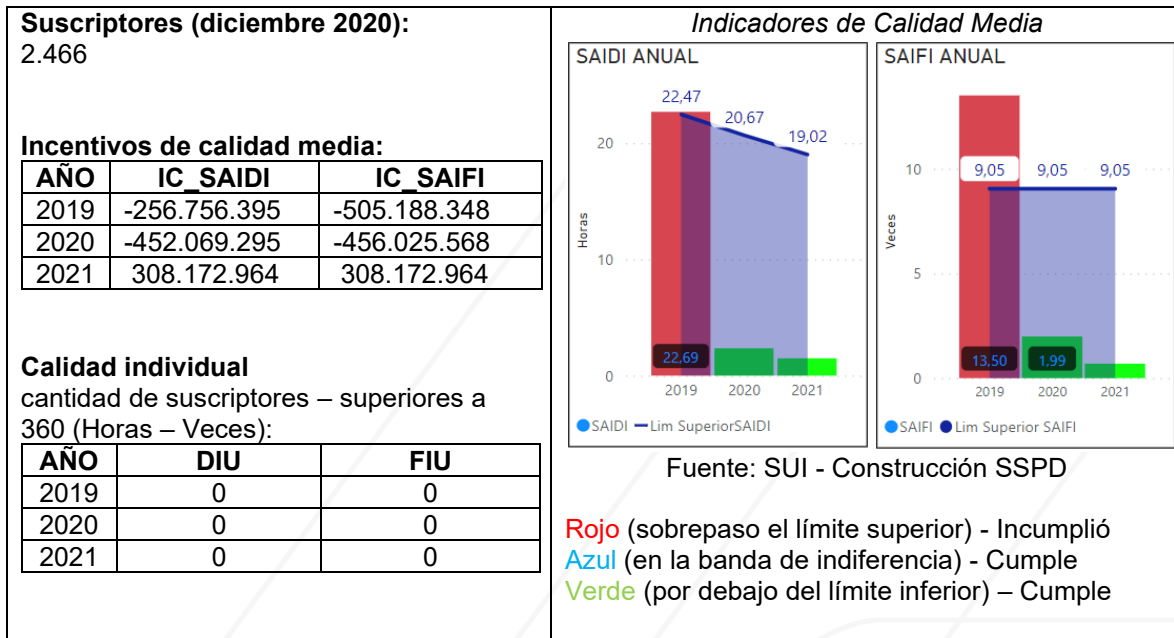 Suscriptores (diciembre 2020):
2.466
Incentivos de calidad media:
AÑO IC_SAIDI IC_SAIFI
2019 -256.756.395 -505.188.348
2020 -452.069.295 -456.025.568
2021 308.172.964 308.172.964
Calidad individual
cantidad de suscriptores – superiores a
360 (Horas – Veces):
AÑO DIU FIU
2019 0 0
2020 0 0
2021 0 0
Indicadores de Calidad Media
SAIDI ANUAL
22,47
20,67
19,02
20
10
0
Horas
22,69
2019 2020 2021
SAIDI Lim SuperiorSAIDI
SAIFI ANUAL
10
5
0
Veces
9,05 9,05 9,05
13,50 1,99
2019 2020 2021
SAIFI Lim Superior SAIFI
Fuente: SUI - Construcción SSPD
Rojo (sobrepaso el límite superior) - Incumplió
Azul (en la banda de indiferencia) - Cumple
Verde (por debajo del límite inferior) – Cumple